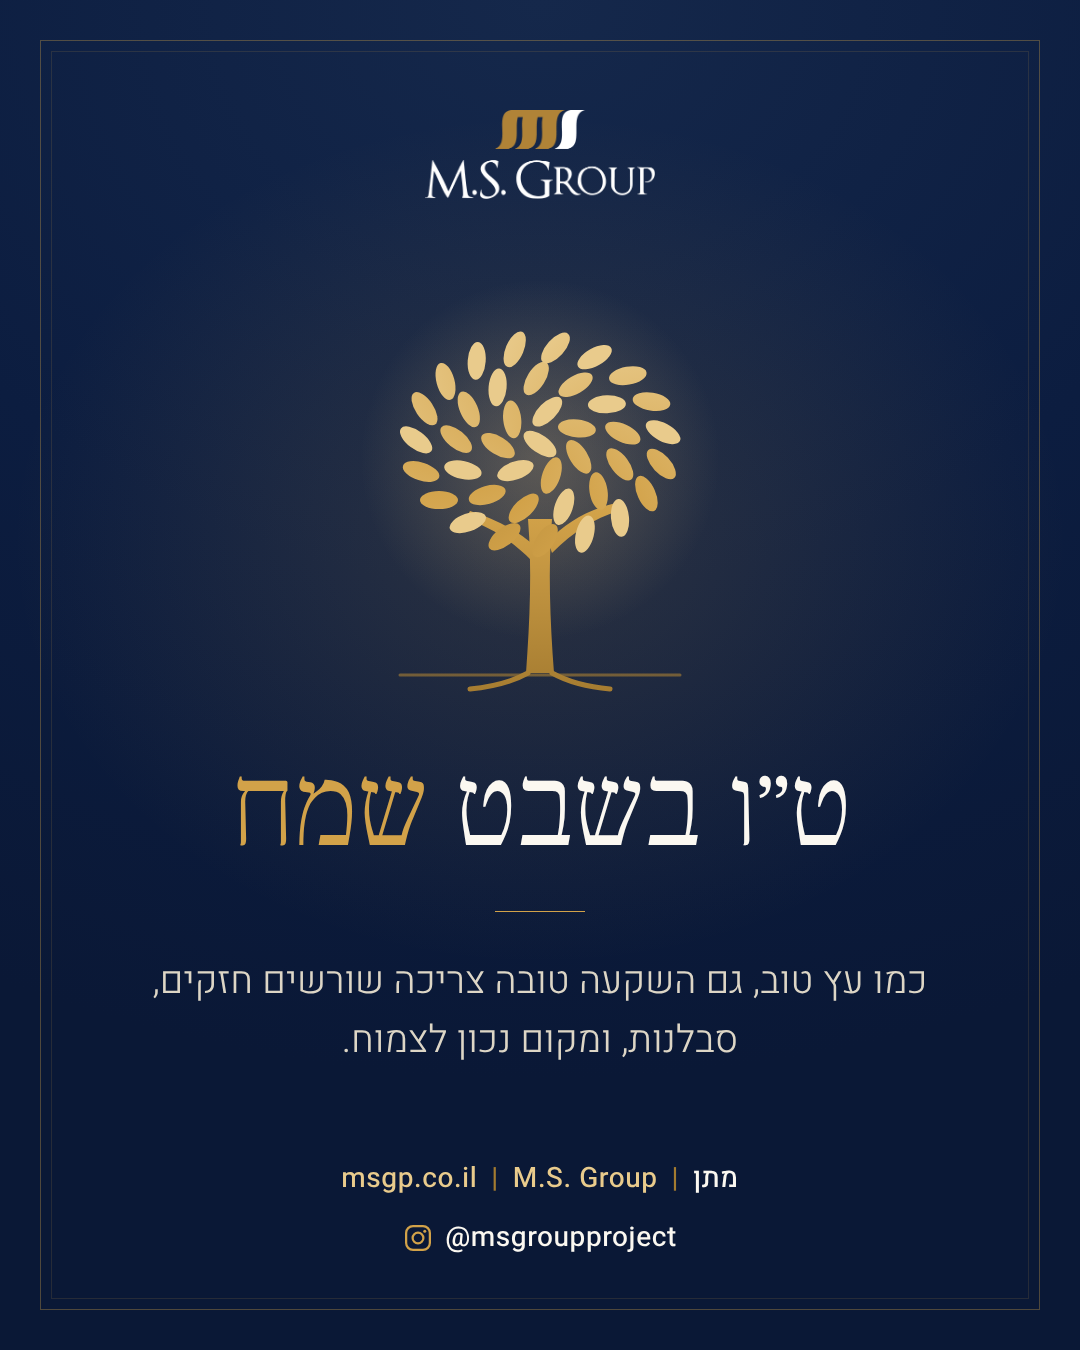 M.S. GROUP
ט״ו בשבט שמח
כמו עץ טוב, גם השקעה טובה צריכה שורשים חזקים,
סבלנות, ומקום נכון לצמוח.
מתן | M.S. Group | msgp.co.il
@msgroupproject